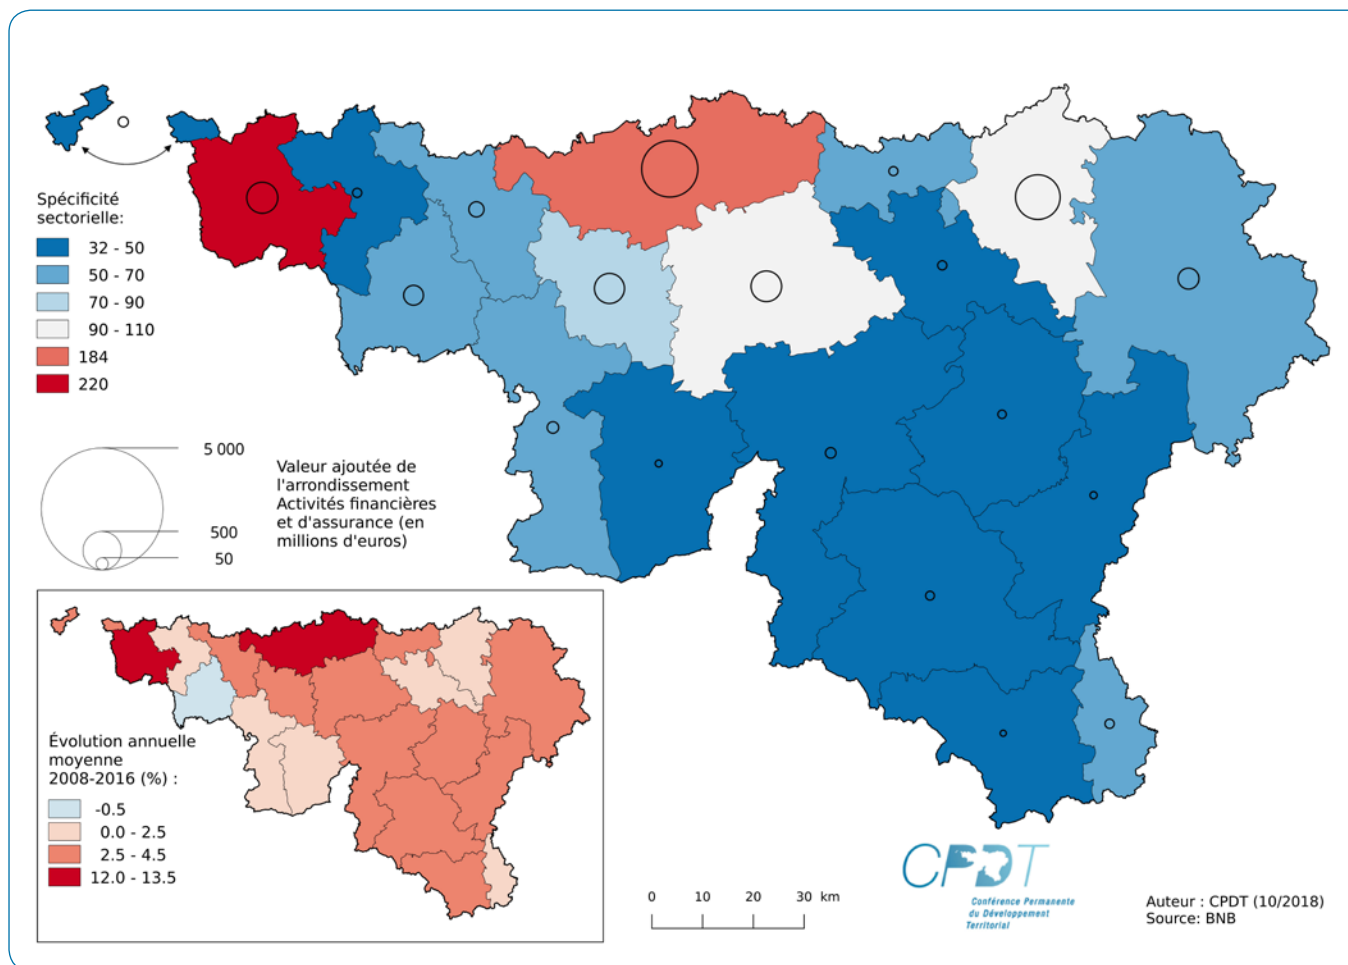 Spécificité
sectorielle:
32 - 50
50 - 70
70 - 90
90 - 110
184
220
5 000
500
50
Valeur ajoutée de
l'arrondissement
Activités financières
et d'assurance (en
millions d'euros)
Évolution annuelle
moyenne
2008-2016 (%) :
-0.5
0.0 - 2.5
2.5 - 4.5
12.0 - 13.5
0 10 20 30 km
CPDT
Conférence Permanente
du Développement
Territorial
Auteur : CPDT (10/2018)
Source: BNB